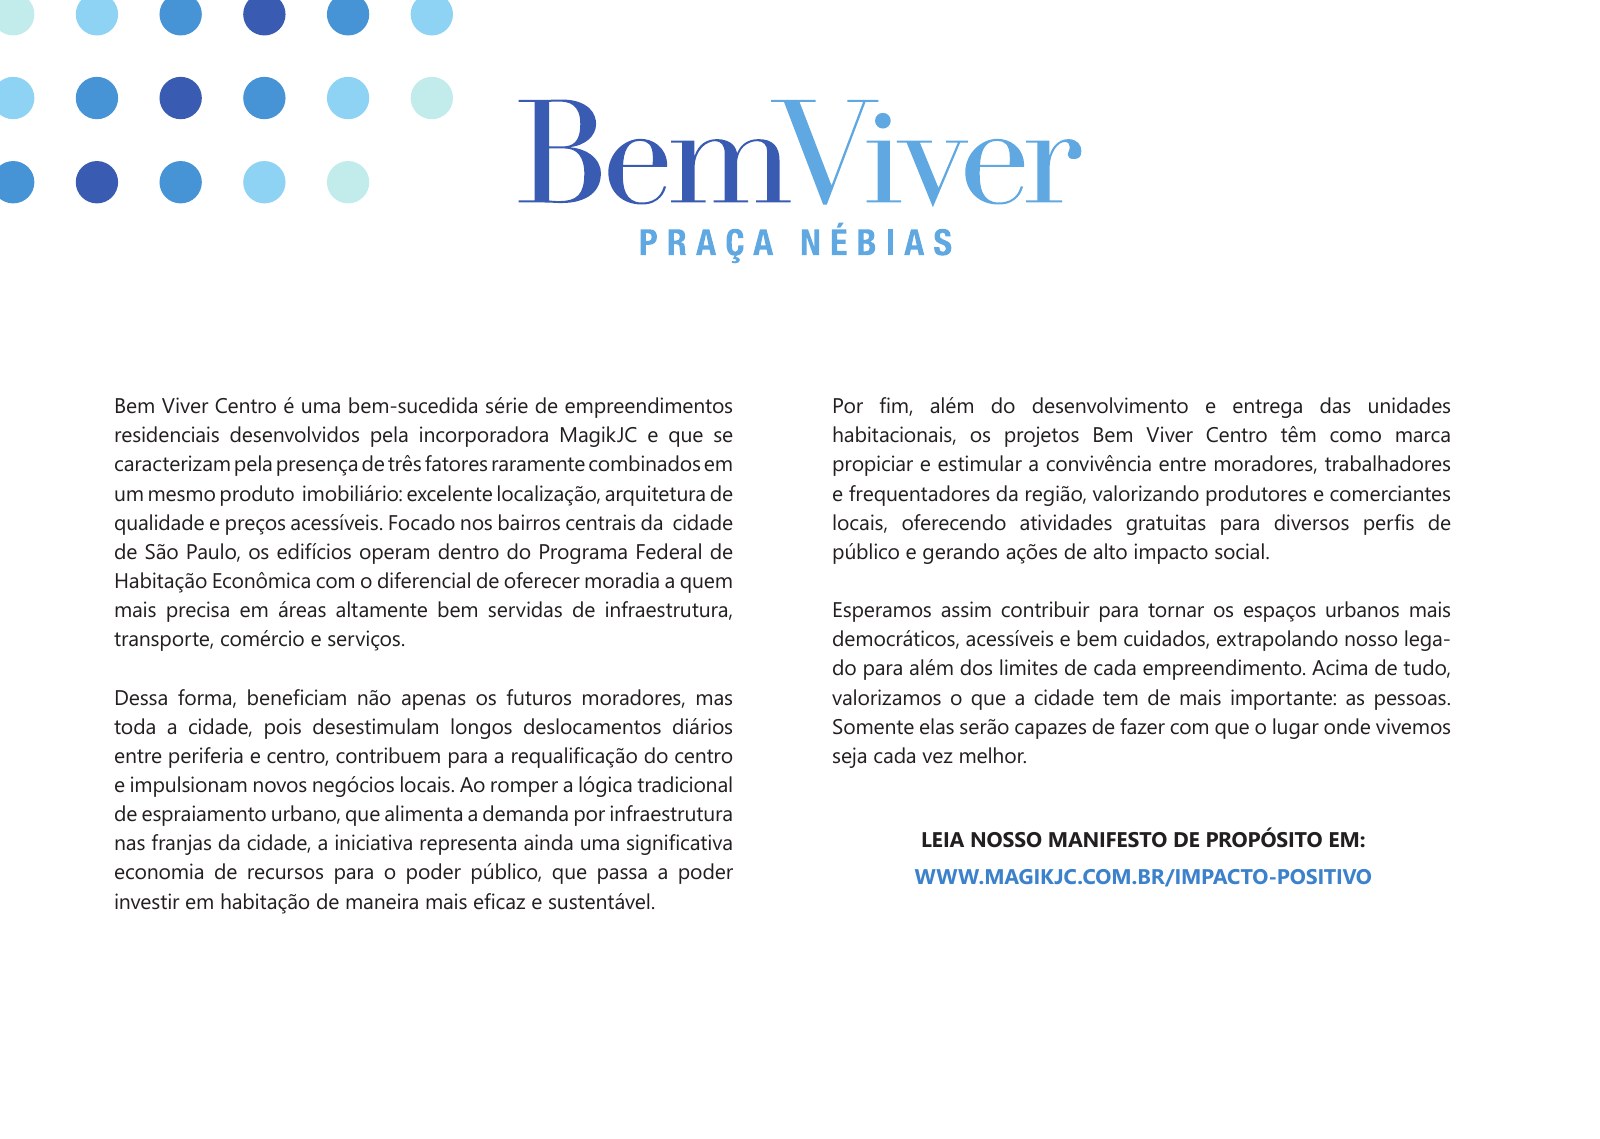 BemViver
PRAÇA NÉBIAS
Bem Viver Centro é uma bem-sucedida série de empreendimentos
residenciais desenvolvidos pela incorporadora MagikJC e que se
caracterizam pela presença de três fatores raramente combinados em
um mesmo produto imobiliário: excelente localização, arquitetura de
qualidade e preços acessíveis. Focado nos bairros centrais da cidade
de São Paulo, os edifícios operam dentro do Programa Federal de
Habitação Econômica com o diferencial de oferecer moradia a quem
mais precisa em áreas altamente bem servidas de infraestrutura,
transporte, comércio e serviços.
Dessa forma, beneficiam não apenas os futuros moradores, mas
toda a cidade, pois desestimulam longos deslocamentos diários
entre periferia e centro, contribuem para a requalificação do centro
e impulsionam novos negócios locais. Ao romper a lógica tradicional
de espraiamento urbano, que alimenta a demanda por infraestrutura
nas franjas da cidade, a iniciativa representa ainda uma significativa
economia de recursos para o poder público, que passa a poder
investir em habitação de maneira mais eficaz e sustentável.
Por fim, além do desenvolvimento e entrega das unidades
habitacionais, os projetos Bem Viver Centro têm como marca
propiciar e estimular a convivência entre moradores, trabalhadores
e frequentadores da região, valorizando produtores e comerciantes
locais, oferecendo atividades gratuitas para diversos perfis de
público e gerando ações de alto impacto social.
Esperamos assim contribuir para tornar os espaços urbanos mais
democráticos, acessíveis e bem cuidados, extrapolando nosso lega-
do para além dos limites de cada empreendimento. Acima de tudo,
valorizamos o que a cidade tem de mais importante: as pessoas.
Somente elas serão capazes de fazer com que o lugar onde vivemos
seja cada vez melhor.
LEIA NOSSO MANIFESTO DE PROPÓSITO EM:
WWW.MAGIKJC.COM.BR/IMPACTO-POSITIVO